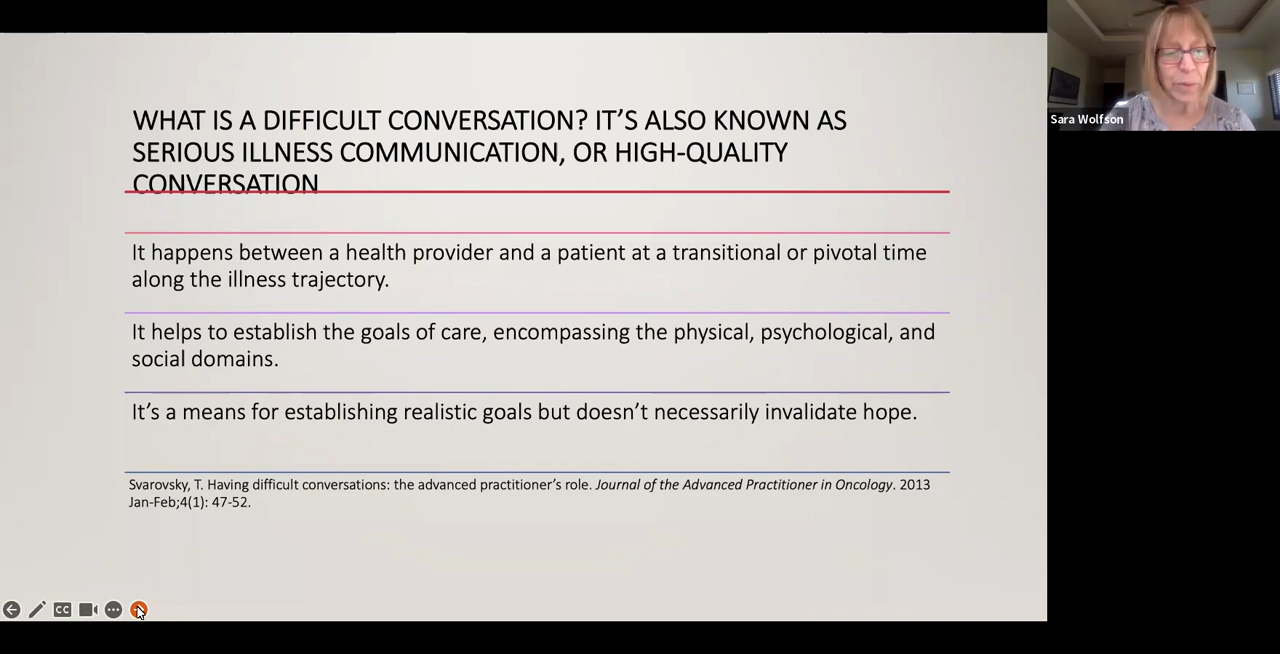 WHAT IS A DIFFICULT CONVERSATION? IT’S ALSO KNOWN AS
SERIOUS ILLNESS COMMUNICATION, OR HIGH-QUALITY
CONVERSATION
It happens between a health provider and a patient at a transitional or pivotal time
along the illness trajectory.
It helps to establish the goals of care, encompassing the physical, psychological, and
social domains.
It’s a means for establishing realistic goals but doesn’t necessarily invalidate hope.
Svarovsky, T. Having difficult conversations: the advanced practitioner’s role. Journal of the Advanced Practitioner in Oncology. 2013
Jan-Feb;4(1): 47-52.
CC
Sara Wolfson